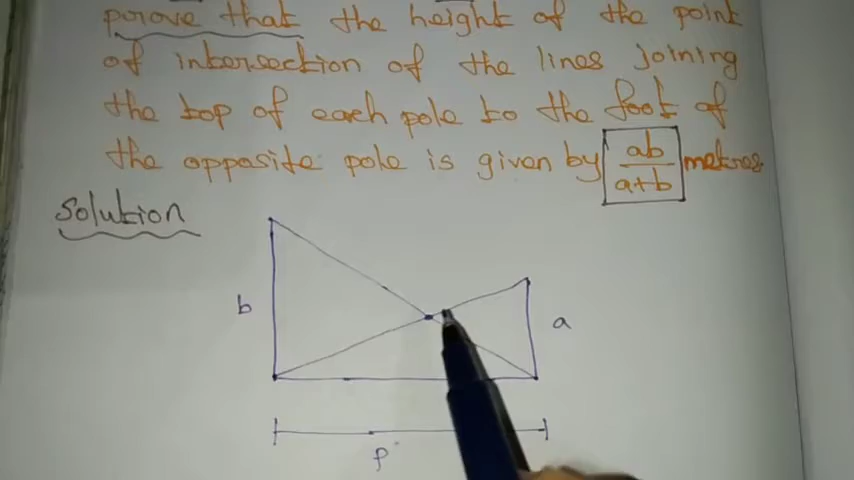 prove that the height of the point
of intersection of the lines joining
the top of each pole to the foot of
the opposite pole is given by ab/a+b metres.
Solution
b
a
p